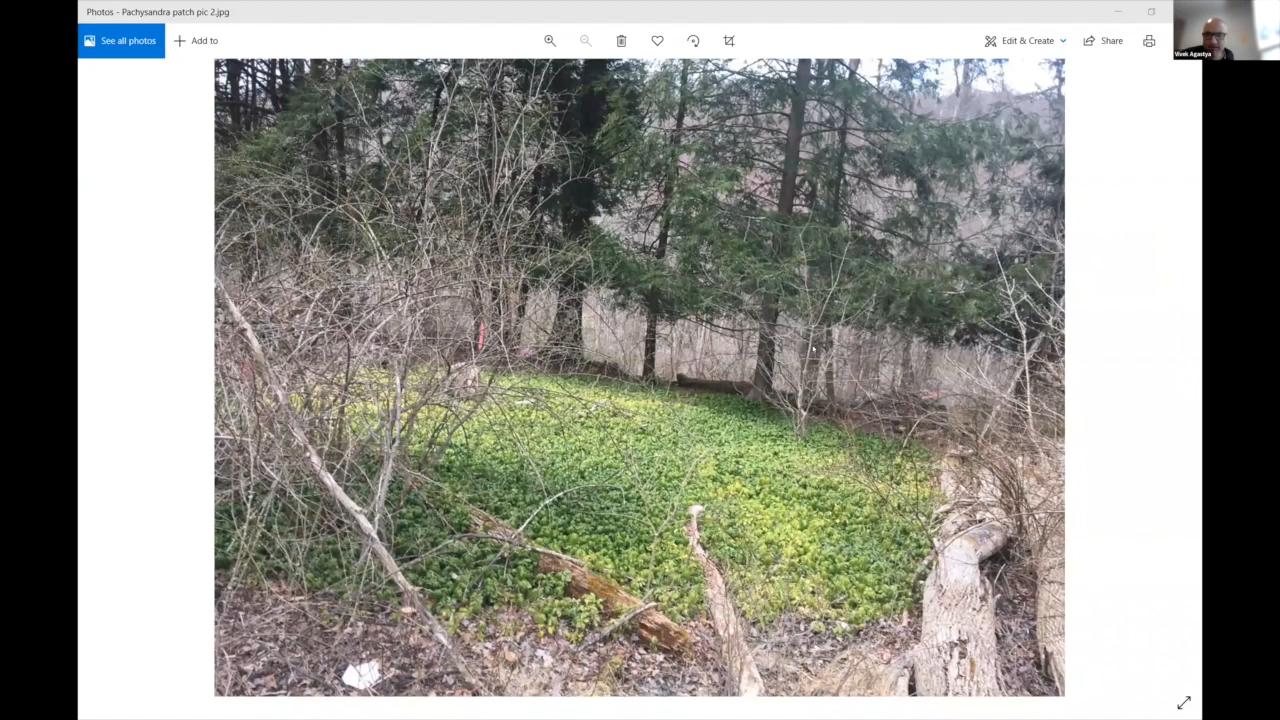 Photos - Pachysandra patch pic 2.jpg
See all photos
Add to
Edit & Create
Share
Vivek Agastya